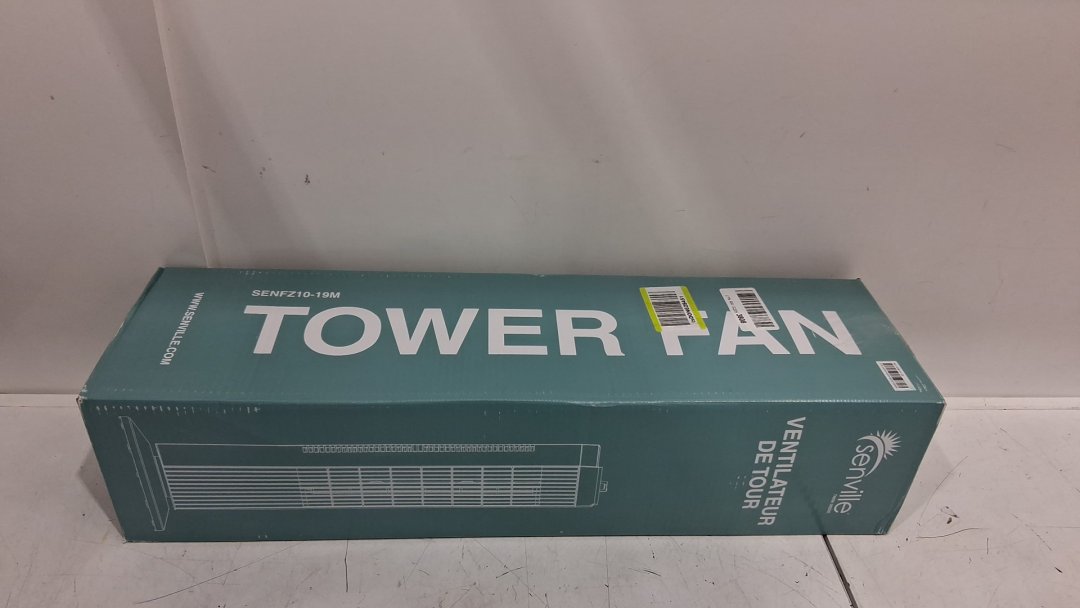 SENFZ10-19M
TOWER FAN
WWW.SENVILLE.COM
VENTILATEUR
DE TOUR
senville